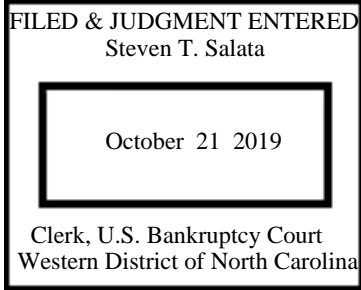 FILED & JUDGMENT ENTERED
Steven T. Salata
October 21 2019
Clerk, U.S. Bankruptcy Court
Western District of North Carolina